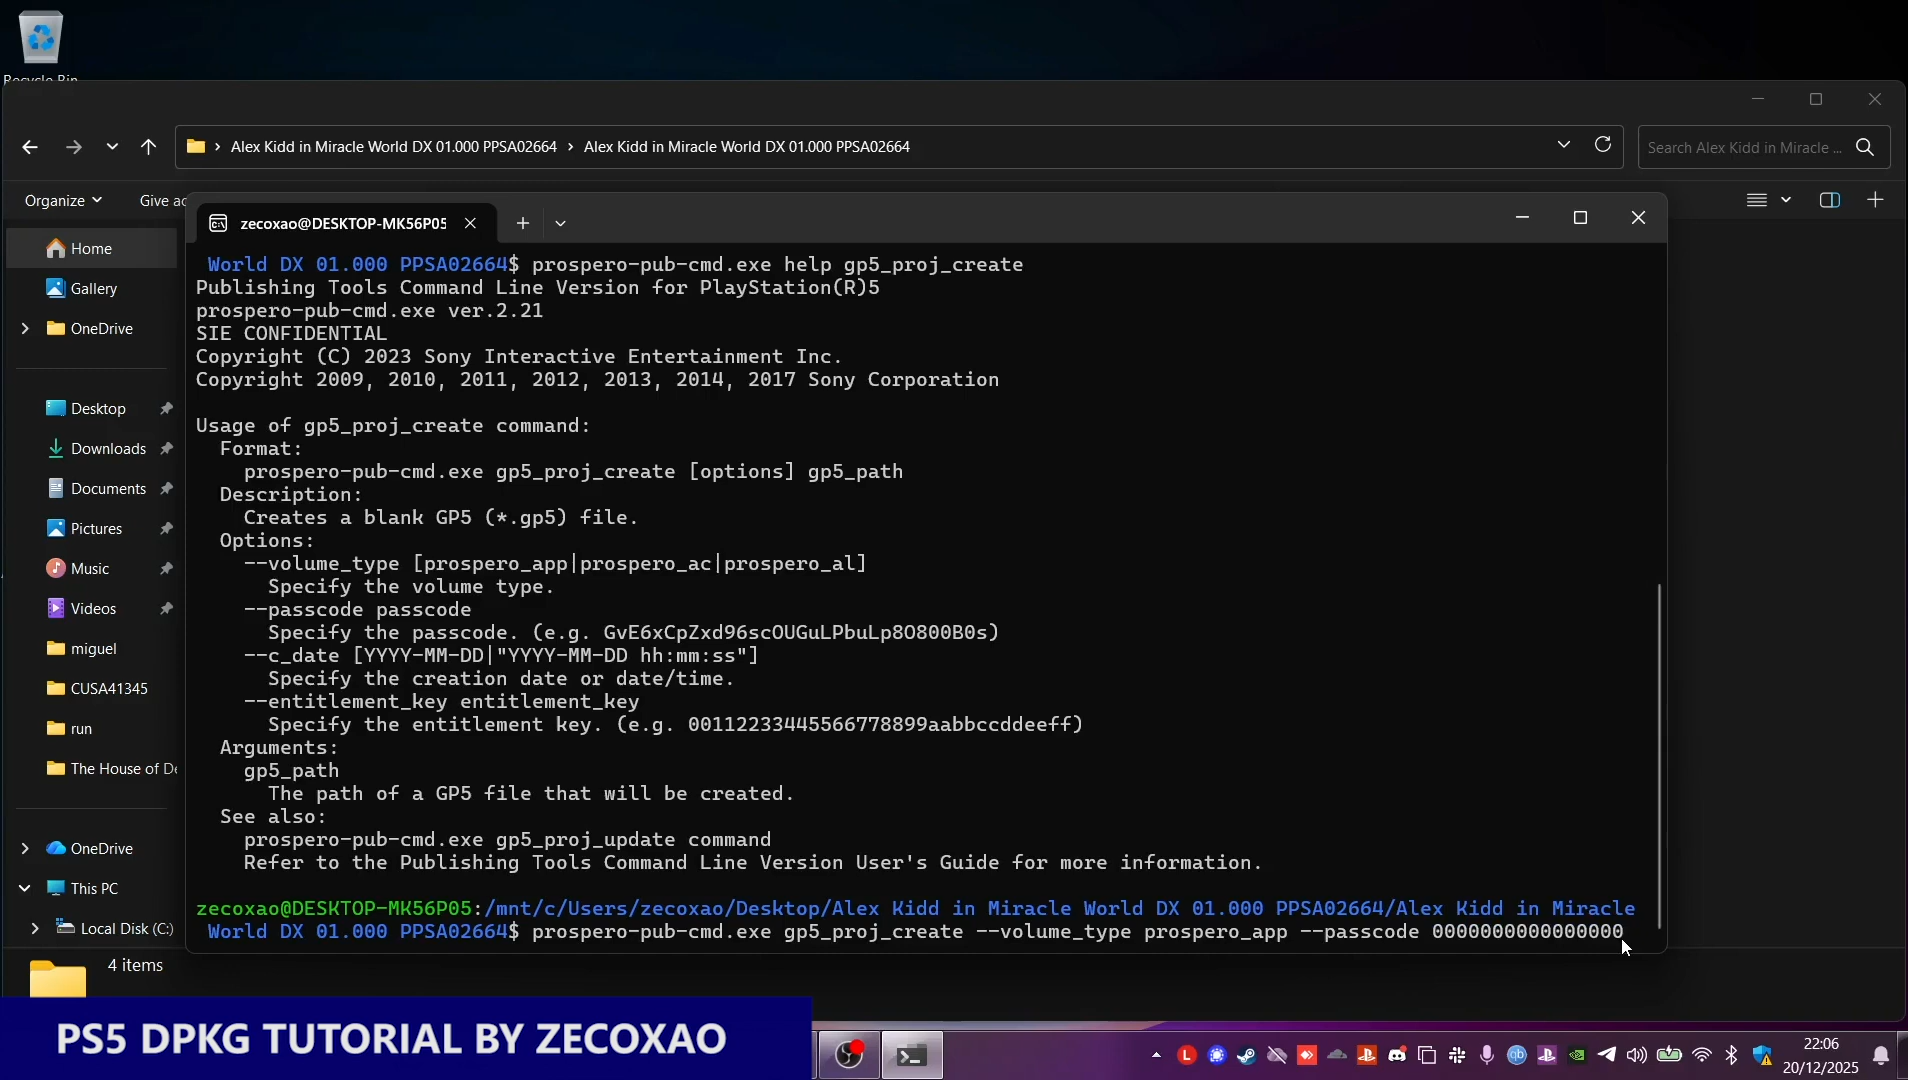 Recycle Bin
Alex Kidd in Miracle World DX 01.000 PPSA02664 › Alex Kidd in Miracle World DX 01.000 PPSA02664
Search Alex Kidd in Miracle ...
Organize
Give ac
zecoxao@DESKTOP-MK56P05
Home
Gallery
OneDrive
Desktop
Downloads
Documents
Pictures
Music
Videos
miguel
CUSA41345
run
The House of De
OneDrive
This PC
Local Disk (C:)
World DX 01.000 PPSA02664$ prospero-pub-cmd.exe help gp5_proj_create
Publishing Tools Command Line Version for PlayStation(R)5
prospero-pub-cmd.exe ver.2.21
SIE CONFIDENTIAL
Copyright (C) 2023 Sony Interactive Entertainment Inc.
Copyright 2009, 2010, 2011, 2012, 2013, 2014, 2017 Sony Corporation
Usage of gp5_proj_create command:
Format:
prospero-pub-cmd.exe gp5_proj_create [options] gp5_path
Description:
Creates a blank GP5 (*.gp5) file.
Options:
--volume_type [prospero_app|prospero_ac|prospero_al]
Specify the volume type.
--passcode passcode
Specify the passcode. (e.g. GvE6xCpZxd96scOUGuLPbuLp8O800B0s)
--c_date [YYYY-MM-DD|"YYYY-MM-DD hh:mm:ss"]
Specify the creation date or date/time.
--entitlement_key entitlement_key
Specify the entitlement key. (e.g. 00112233445566778899aabbccddeeff)
Arguments:
gp5_path
The path of a GP5 file that will be created.
See also:
prospero-pub-cmd.exe gp5_proj_update command
Refer to the Publishing Tools Command Line Version User's Guide for more information.
zecoxao@DESKTOP-MK56P05:/mnt/c/Users/zecoxao/Desktop/Alex Kidd in Miracle World DX 01.000 PPSA02664/Alex Kidd in Miracle
World DX 01.000 PPSA02664$ prospero-pub-cmd.exe gp5_proj_create --volume_type prospero_app --passcode 0000000000000000
4 items
PS5 DPKG TUTORIAL BY ZECOXAO
22:06
20/12/2025